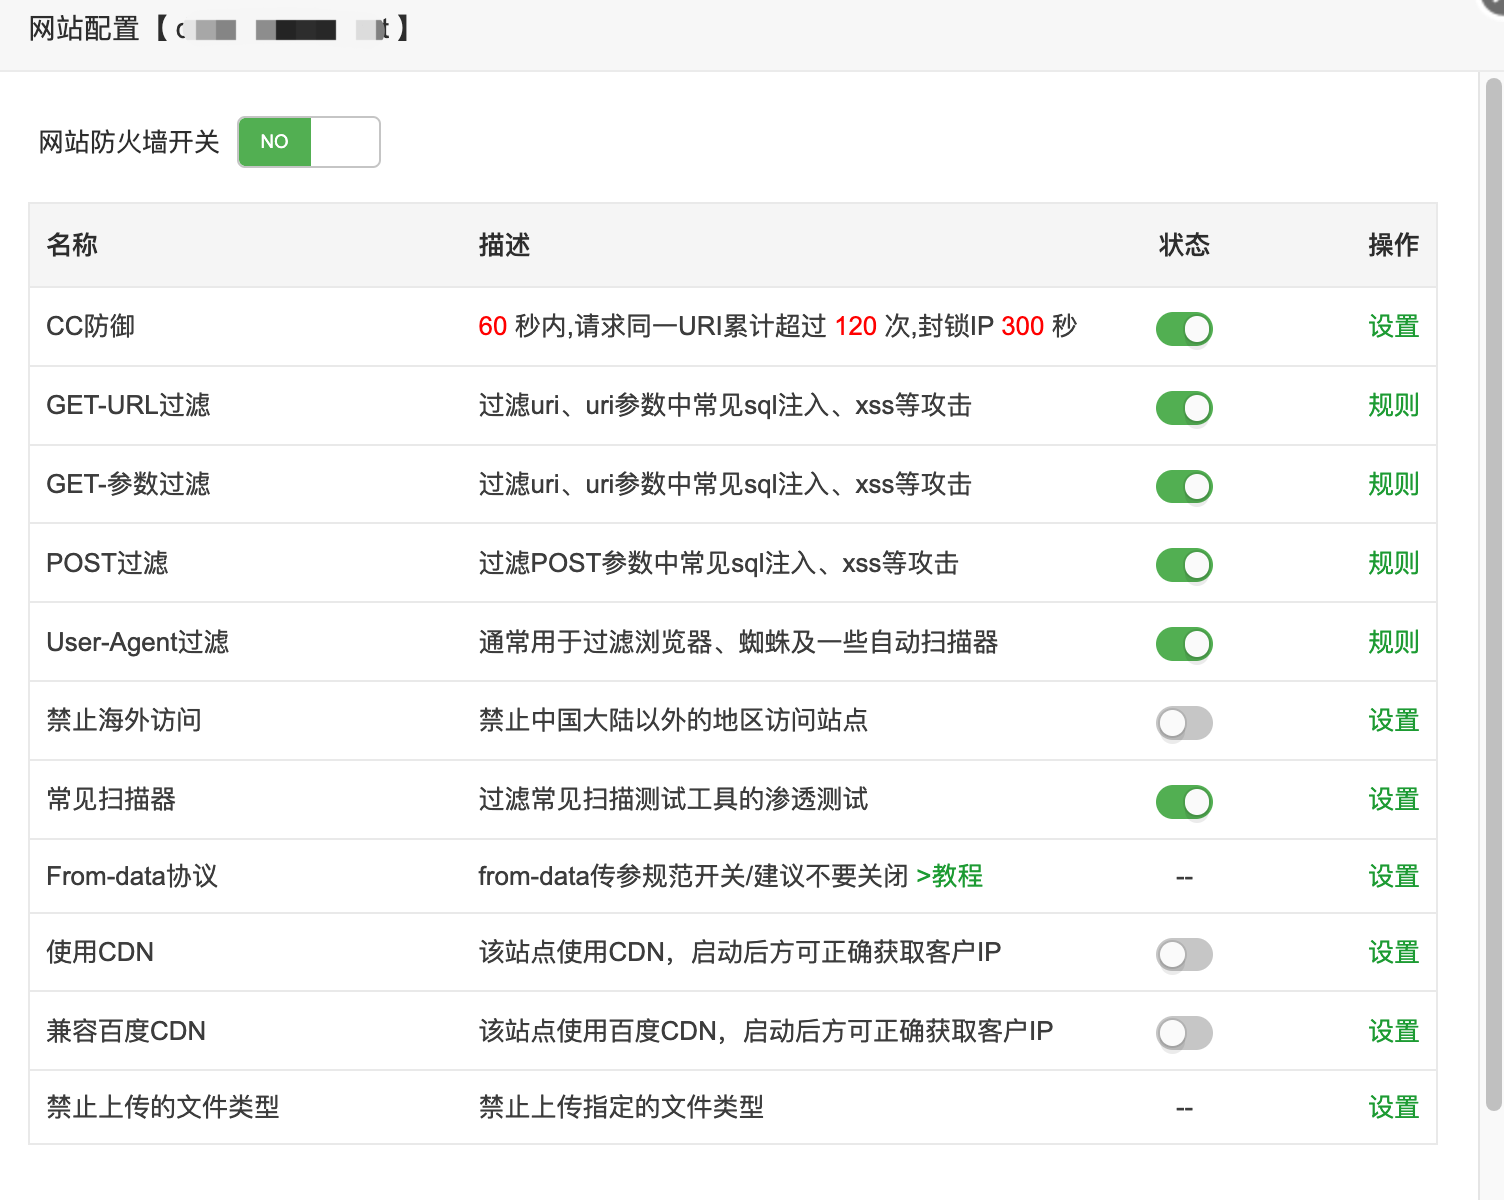 网站配置【
】
网站防火墙开关 NO
名称 描述 状态 操作
CC防御 60 秒内,请求同一URI累计超过 120 次,封锁IP 300 秒 设置
GET-URL过滤 过滤uri、uri参数中常见sql注入、xss等攻击 规则
GET-参数过滤 过滤uri、uri参数中常见sql注入、xss等攻击 规则
POST过滤 过滤POST参数中常见sql注入、xss等攻击 规则
User-Agent过滤 通常用于过滤浏览器、蜘蛛及一些自动扫描器 规则
禁止海外访问 禁止中国大陆以外的地区访问站点 设置
常见扫描器 过滤常见扫描测试工具的渗透测试 设置
From-data协议 from-data传参规范开关/建议不要关闭 >教程 -- 设置
使用CDN 该站点使用CDN，启动后方可正确获取客户IP 设置
兼容百度CDN 该站点使用百度CDN，启动后方可正确获取客户IP 设置
禁止上传的文件类型 禁止上传指定的文件类型 -- 设置